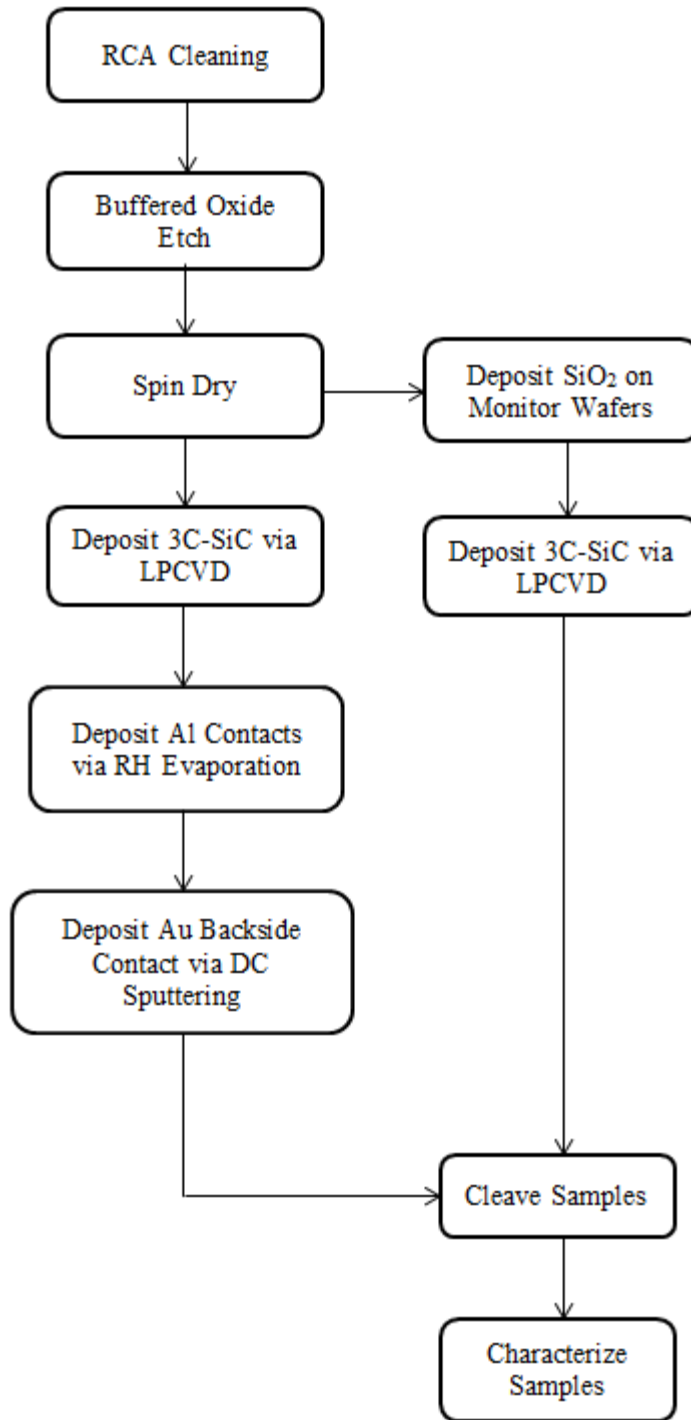 RCA Cleaning
Buffered Oxide
Etch
Spin Dry
Deposit SiO₂ on
Monitor Wafers
Deposit 3C-SiC via
LPCVD
Deposit 3C-SiC via
LPCVD
Deposit Al Contacts
via RH Evaporation
Deposit Au Backside
Contact via DC
Sputtering
Cleave Samples
Characterize
Samples